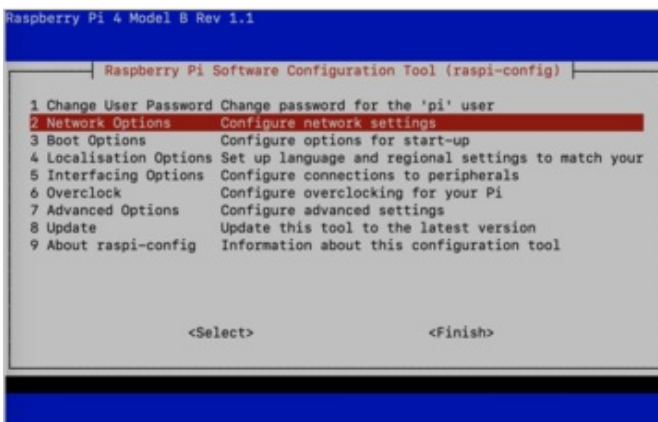 Raspberry Pi 4 Model B Rev 1.1
Raspberry Pi Software Configuration Tool (raspi-config)
1 Change User Password Change password for the 'pi' user
2 Network Options Configure network settings
3 Boot Options Configure options for start-up
4 Localisation Options Set up language and regional settings to match your
5 Interfacing Options Configure connections to peripherals
6 Overclock Configure overclocking for your Pi
7 Advanced Options Configure advanced settings
8 Update Update this tool to the latest version
9 About raspi-config Information about this configuration tool
<Select> <Finish>